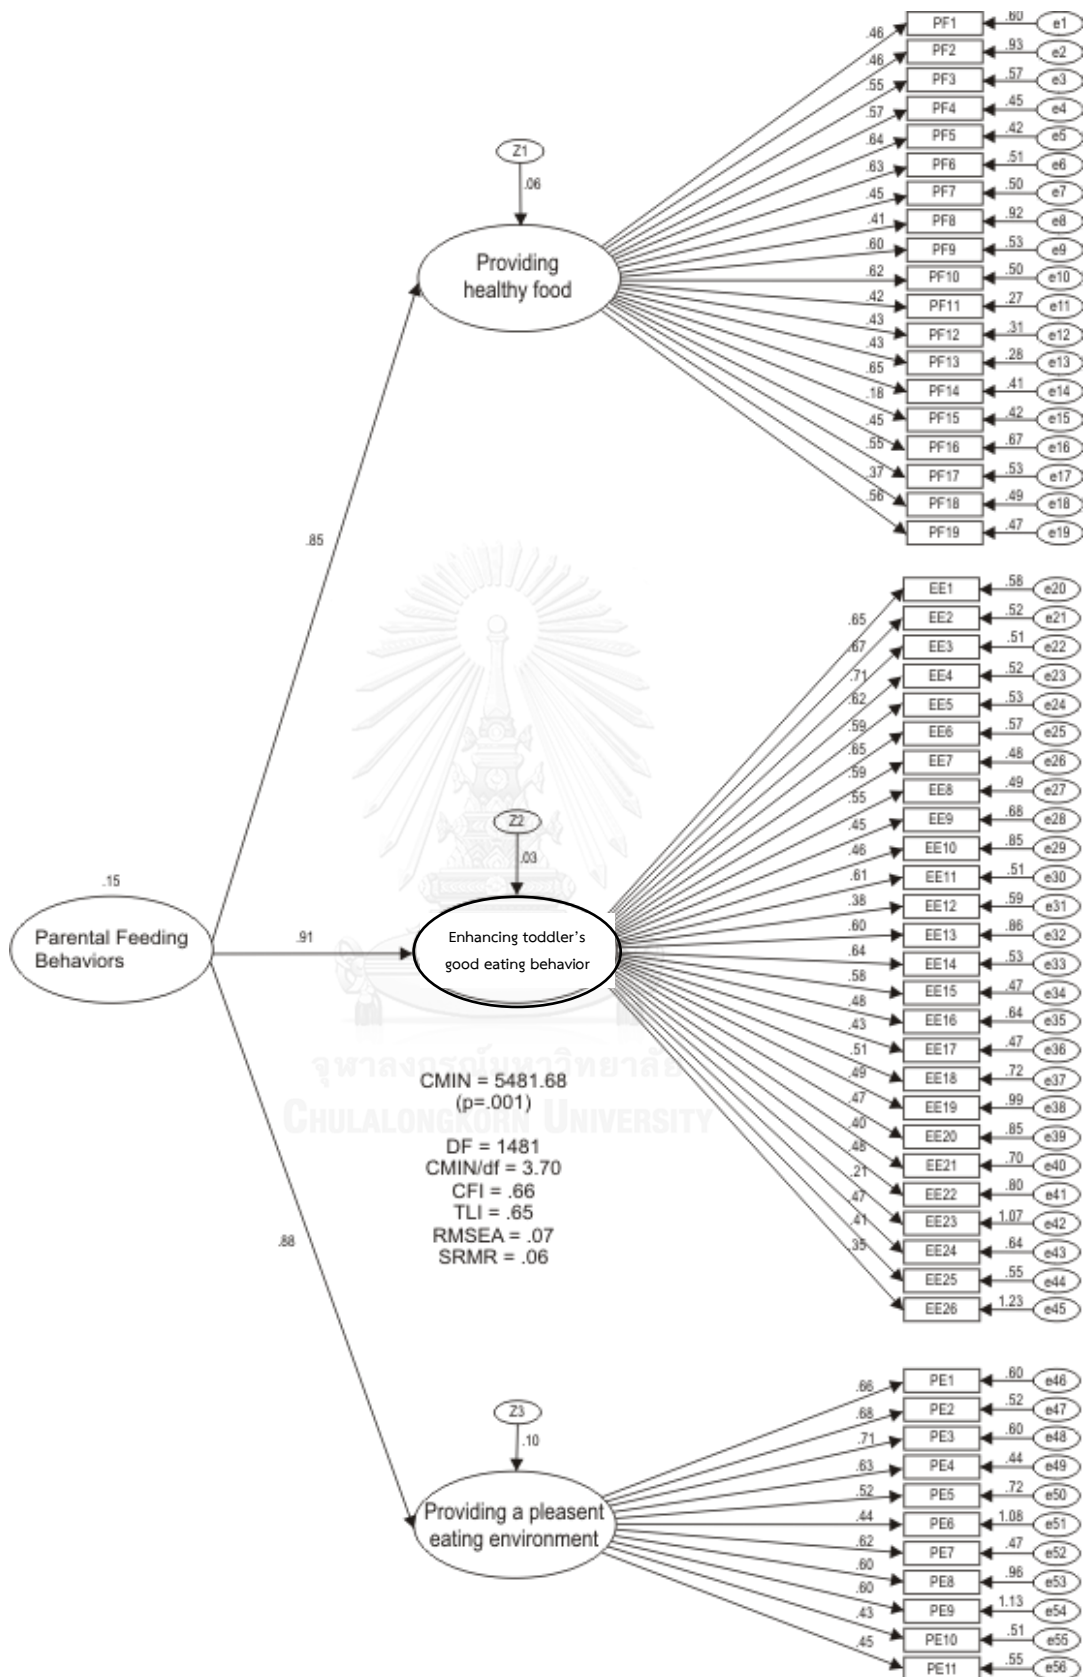 .46 PF1 .60 e1
.46 PF2 .93 e2
.55 PF3 .57 e3
.57 PF4 .45 e4
.64 PF5 .42 e5
.63 PF6 .51 e6
.45 PF7 .50 e7
.41 PF8 .92 e8
.60 PF9 .53 e9
.62 PF10 .50 e10
.42 PF11 .27 e11
.43 PF12 .31 e12
.43 PF13 .28 e13
.65 PF14 .41 e14
.18 PF15 .42 e15
.45 PF16 .67 e16
.55 PF17 .53 e17
.37 PF18 .49 e18
.56 PF19 .47 e19
Z1
.06
Providing
healthy food
.85
.65 EE1 .58 e20
.67 EE2 .52 e21
.71 EE3 .51 e22
.62 EE4 .52 e23
.59 EE5 .53 e24
.65 EE6 .57 e25
.59 EE7 .48 e26
.55 EE8 .49 e27
.45 EE9 .68 e28
.46 EE10 .85 e29
.61 EE11 .51 e30
.38 EE12 .59 e31
.60 EE13 .86 e32
.64 EE14 .53 e33
.58 EE15 .47 e34
.48 EE16 .64 e35
.43 EE17 .47 e36
.51 EE18 .72 e37
.49 EE19 .99 e38
.47 EE20 .85 e39
.40 EE21 .70 e40
.48 EE22 .80 e41
.21 EE23 1.07 e42
.47 EE24 .64 e43
.41 EE25 .55 e44
.35 EE26 1.23 e45
Z2
.03
.15
Parental Feeding
Behaviors
.91
Enhancing toddler's
good eating behavior
จุฬาลงกรณ์มหาวิทยาลัย
CHULALONGKORN UNIVERSITY
CMIN = 5481.68
(p=.001)
DF = 1481
CMIN/df = 3.70
CFI = .66
TLI = .65
RMSEA = .07
SRMR = .06
.88
.66 PE1 .60 e46
.68 PE2 .52 e47
.71 PE3 .60 e48
.63 PE4 .44 e49
.52 PE5 .72 e50
.44 PE6 1.08 e51
.62 PE7 .47 e52
.60 PE8 .96 e53
.60 PE9 1.13 e54
.43 PE10 .51 e55
.45 PE11 .55 e56
Z3
.10
Providing a pleasent
eating environment